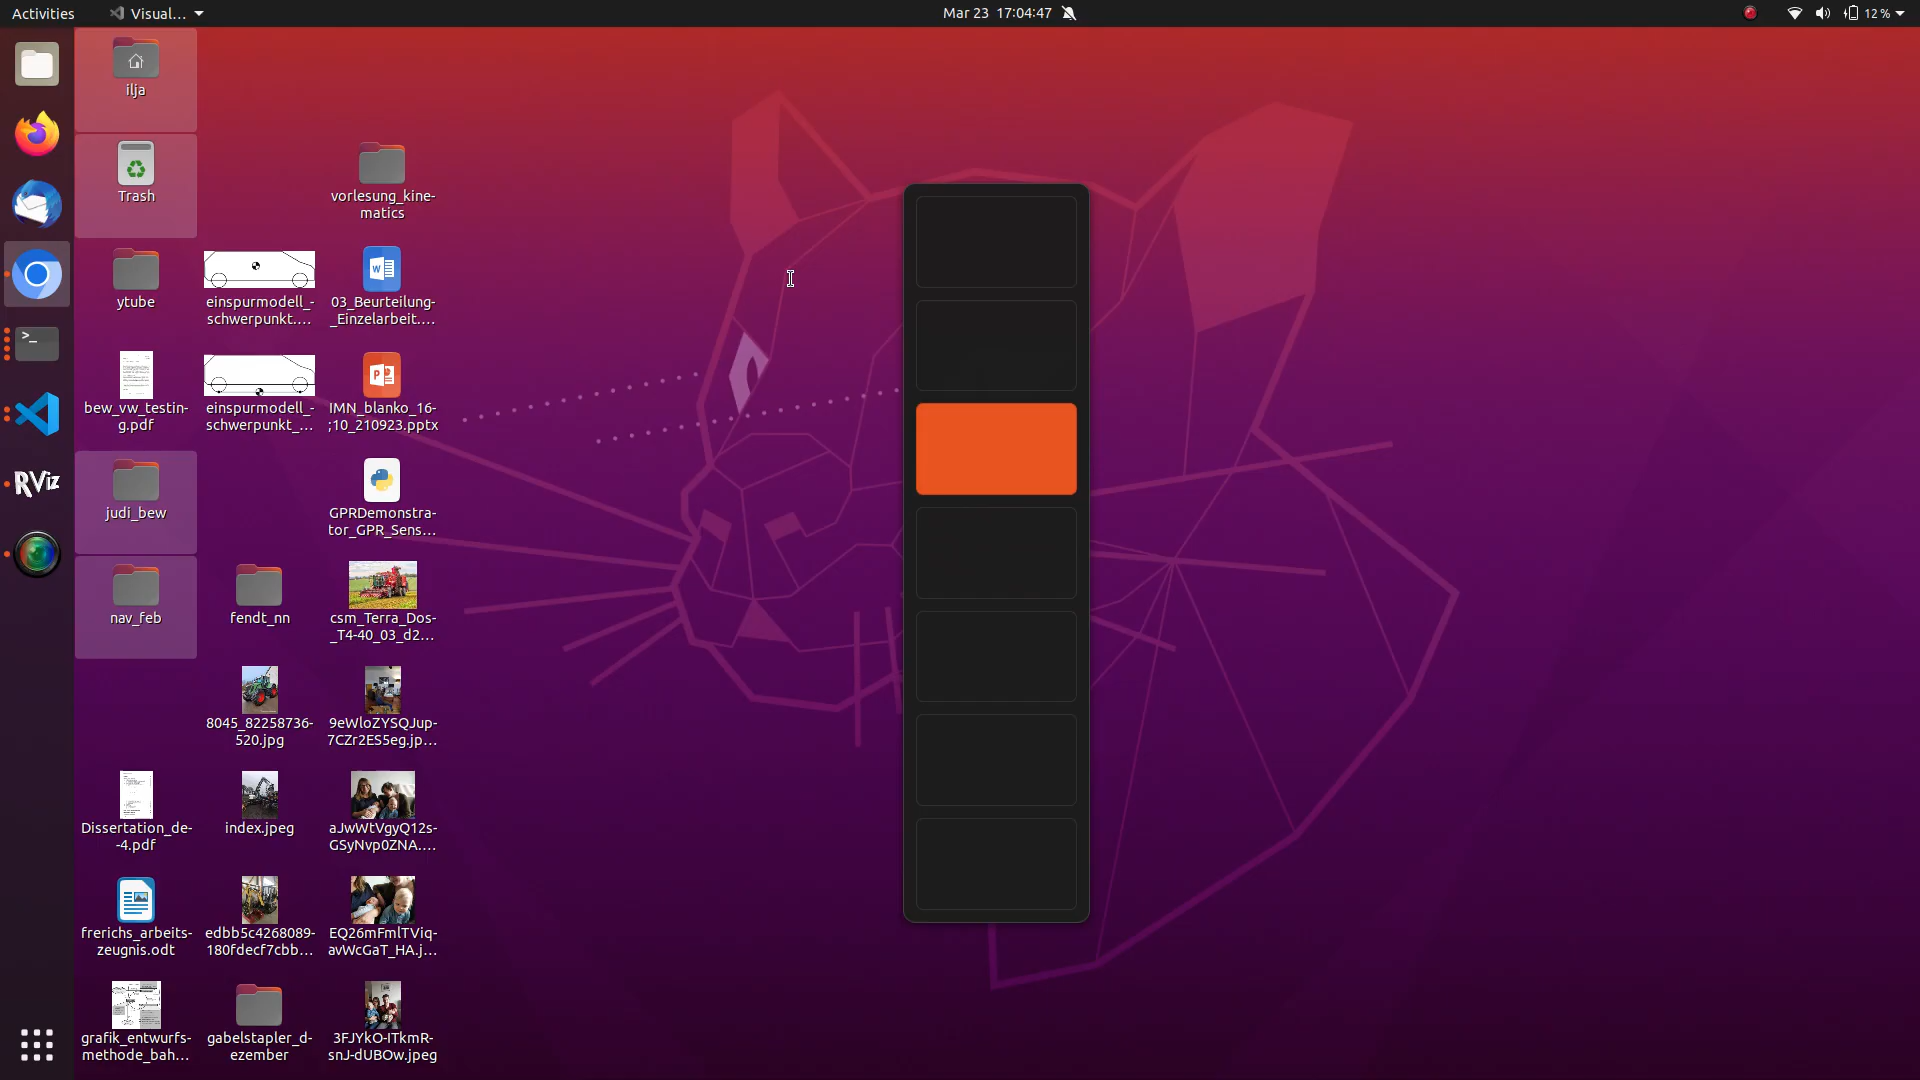 Activities
Visual…
Mar 23 17:04:47
12 %
ilja
Trash
vorlesung_kine-
matics
ytube
einspurmodell_-
schwerpunkt.…
03_Beurteilung-
_Einzelarbeit.…
bew_vw_testin-
g.pdf
einspurmodell_-
schwerpunkt_…
IMN_blanko_16-
;10_210923.pptx
judi_bew
GPRDemonstra-
tor_GPR_Sens…
RViz
nav_feb
fendt_nn
csm_Terra_Dos-
_T4-40_03_d2…
8045_82258736-
520.jpg
9eWloZYSQJup-
7CZr2ES5eg.jp…
Dissertation_de-
-4.pdf
index.jpeg
aJwWtVgyQ12s-
GSyNvp0ZNA.…
frerichs_arbeits-
zeugnis.odt
edbb5c4268089-
180fdecf7cbb…
EQ26mFmlTViq-
avWcGaT_HA.j…
grafik_entwurfs-
methode_bah…
gabelstapler_d-
ezember
3FJYkO-ITkmR-
snJ-dUBOw.jpeg